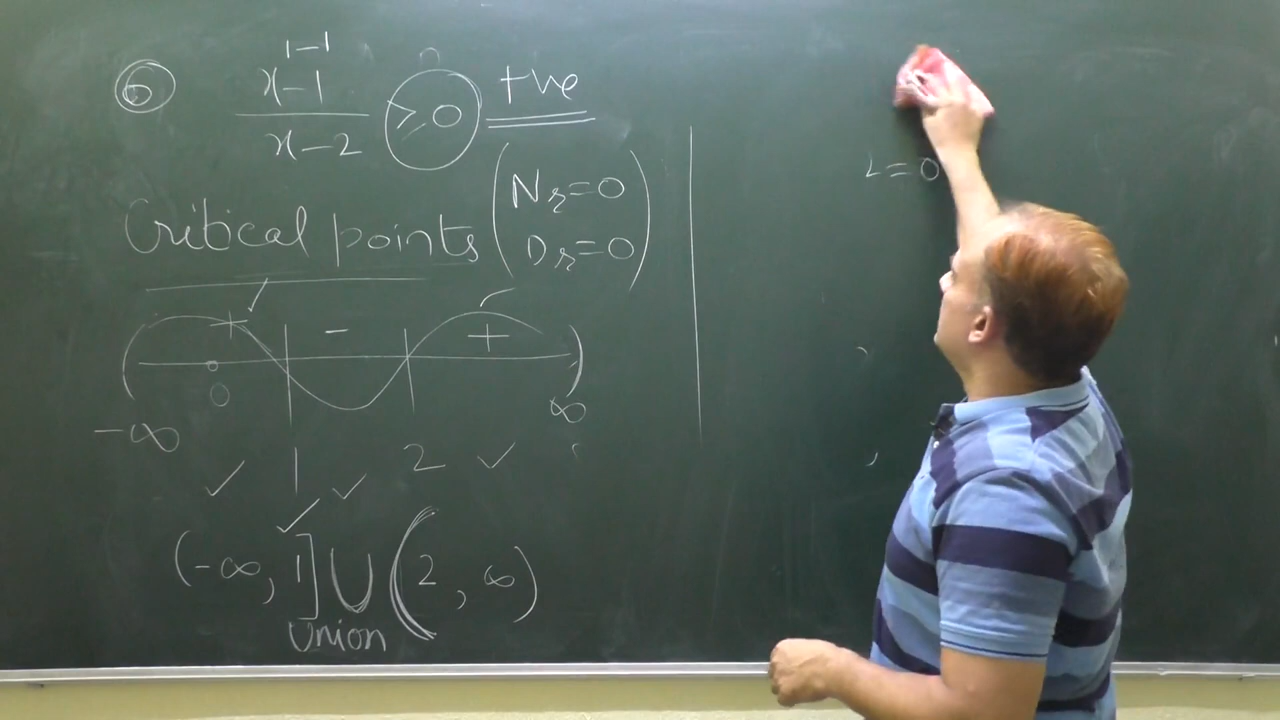 1-1
⑥ x-1 / x-2 ≥ 0 +ve
Critical points (Nr=0
Dr=0)
+ - +
0
-∞ 1 2 ∞
(-∞, 1] ∪ (2, ∞)
Union
=0